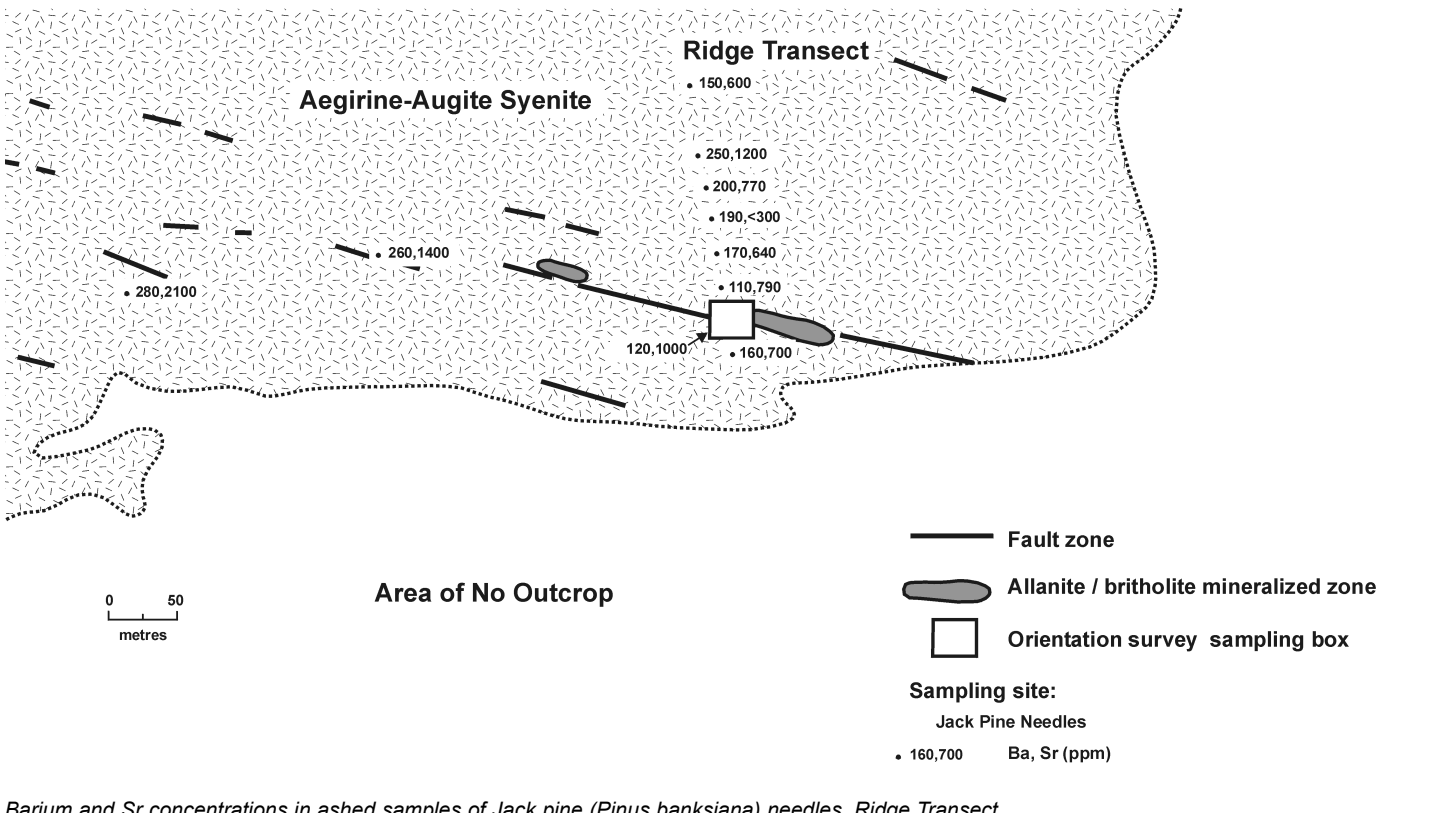 Ridge Transect
150,600
Aegirine-Augite Syenite
250,1200
200,770
190,<300
260,1400
170,640
280,2100
110,790
120,1000
160,700
Fault zone
Allanite / britholite mineralized zone
Area of No Outcrop
0 50
metres
Orientation survey sampling box
Sampling site:
Jack Pine Needles
160,700 Ba, Sr (ppm)
Barium and Sr concentrations in ashed samples of Jack pine (Pinus banksiana) needles, Ridge Transect